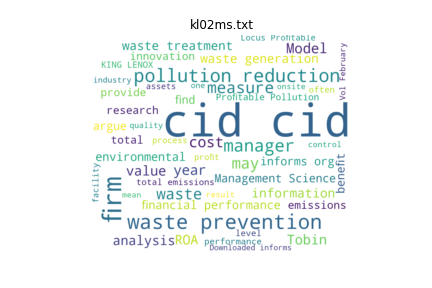 kl02ms.txt
Locus Profitable
waste treatment
Model
innovation
waste generation
KING LENOX
pollution reduction
Vol February
industry
assets
one
measure
onsite
often
provide
find
Profitable Pollution
research
cid cid
argue
quality
process
cost
manager
total
control
environmental
profit
may
informs org
benefit
value
year
Management Science
facility
total emissions
firm
mean
waste
result
information
financial performance
emissions
waste prevention
analysis
ROA
level
performance
Tobin
Downloaded informs